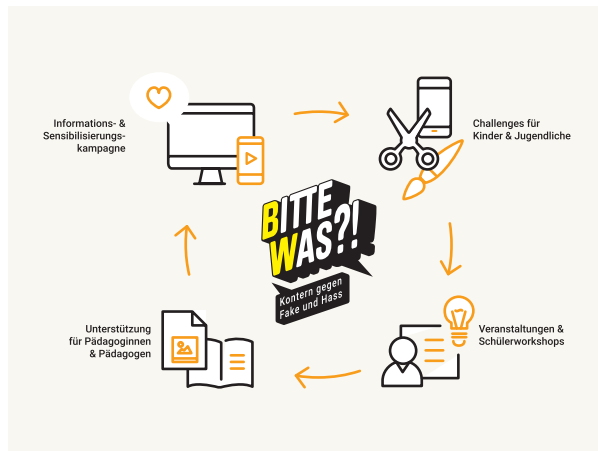 Informations- &
Sensibilisierungs-
kampagne
Challenges für
Kinder & Jugendliche
BITTE
WAS?!
Kontern gegen
Fake und Hass
Unterstützung
für Pädagoginnen
& Pädagogen
Veranstaltungen &
Schülerworkshops